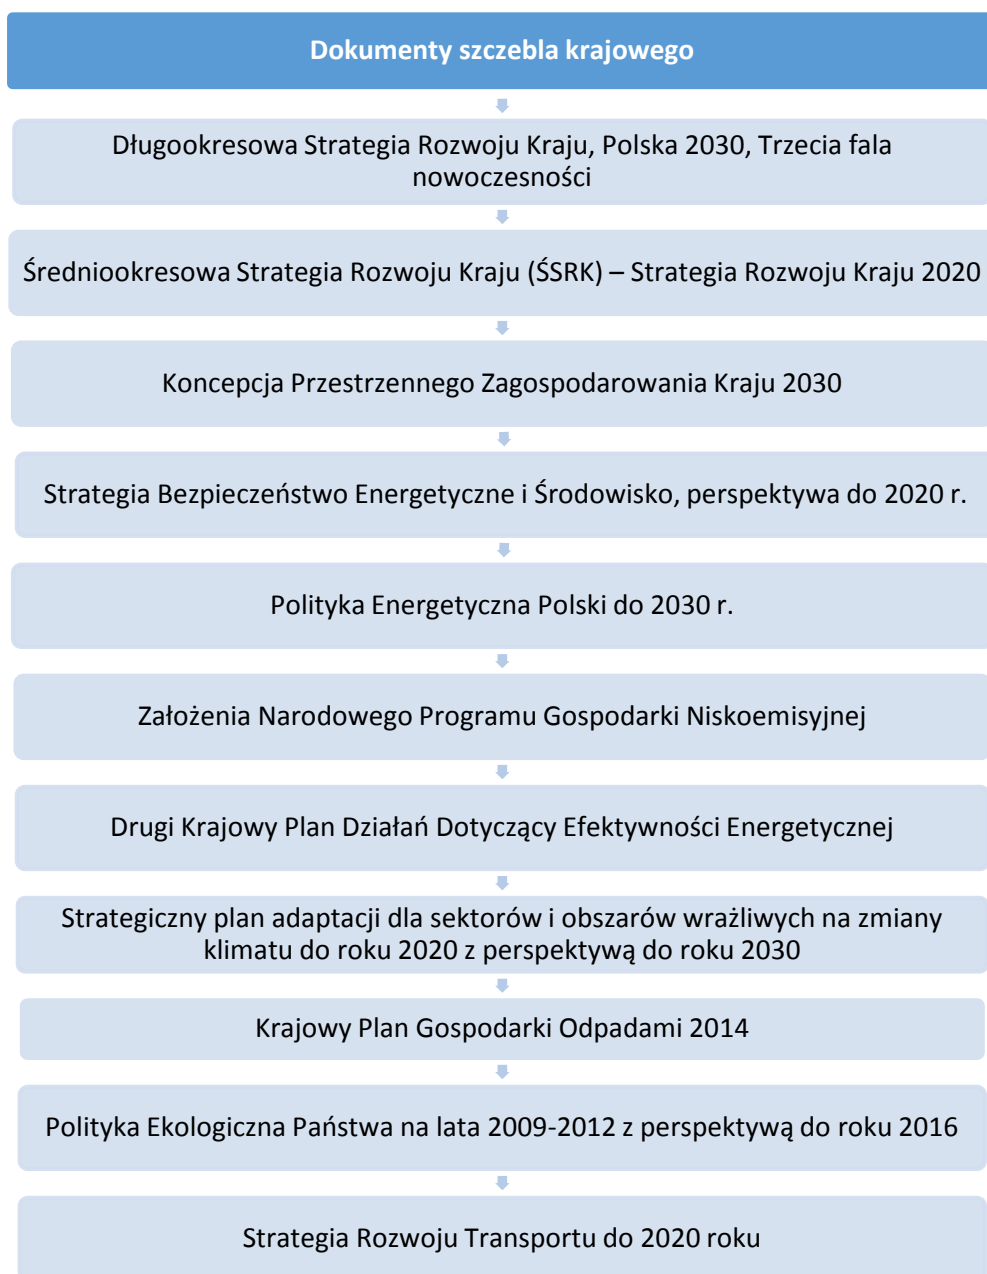 Dokumenty szczebla krajowego
Długookresowa Strategia Rozwoju Kraju, Polska 2030, Trzecia fala
nowoczesności
Średniookresowa Strategia Rozwoju Kraju (ŚSRK) – Strategia Rozwoju Kraju 2020
Koncepcja Przestrzennego Zagospodarowania Kraju 2030
Strategia Bezpieczeństwo Energetyczne i Środowisko, perspektywa do 2020 r.
Polityka Energetyczna Polski do 2030 r.
Założenia Narodowego Programu Gospodarki Niskoemisyjnej
Drugi Krajowy Plan Działań Dotyczący Efektywności Energetycznej
Strategiczny plan adaptacji dla sektorów i obszarów wrażliwych na zmiany
klimatu do roku 2020 z perspektywą do roku 2030
Krajowy Plan Gospodarki Odpadami 2014
Polityka Ekologiczna Państwa na lata 2009-2012 z perspektywą do roku 2016
Strategia Rozwoju Transportu do 2020 roku